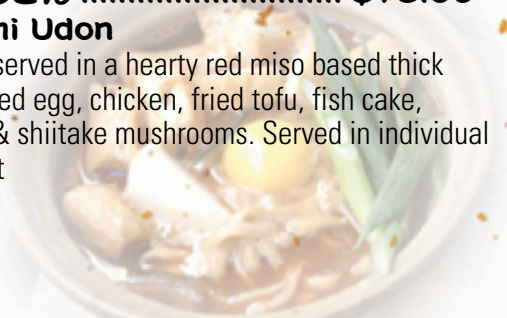 mi Udon
served in a hearty red miso based thick
ed egg, chicken, fried tofu, fish cake,
& shiitake mushrooms. Served in individual
t